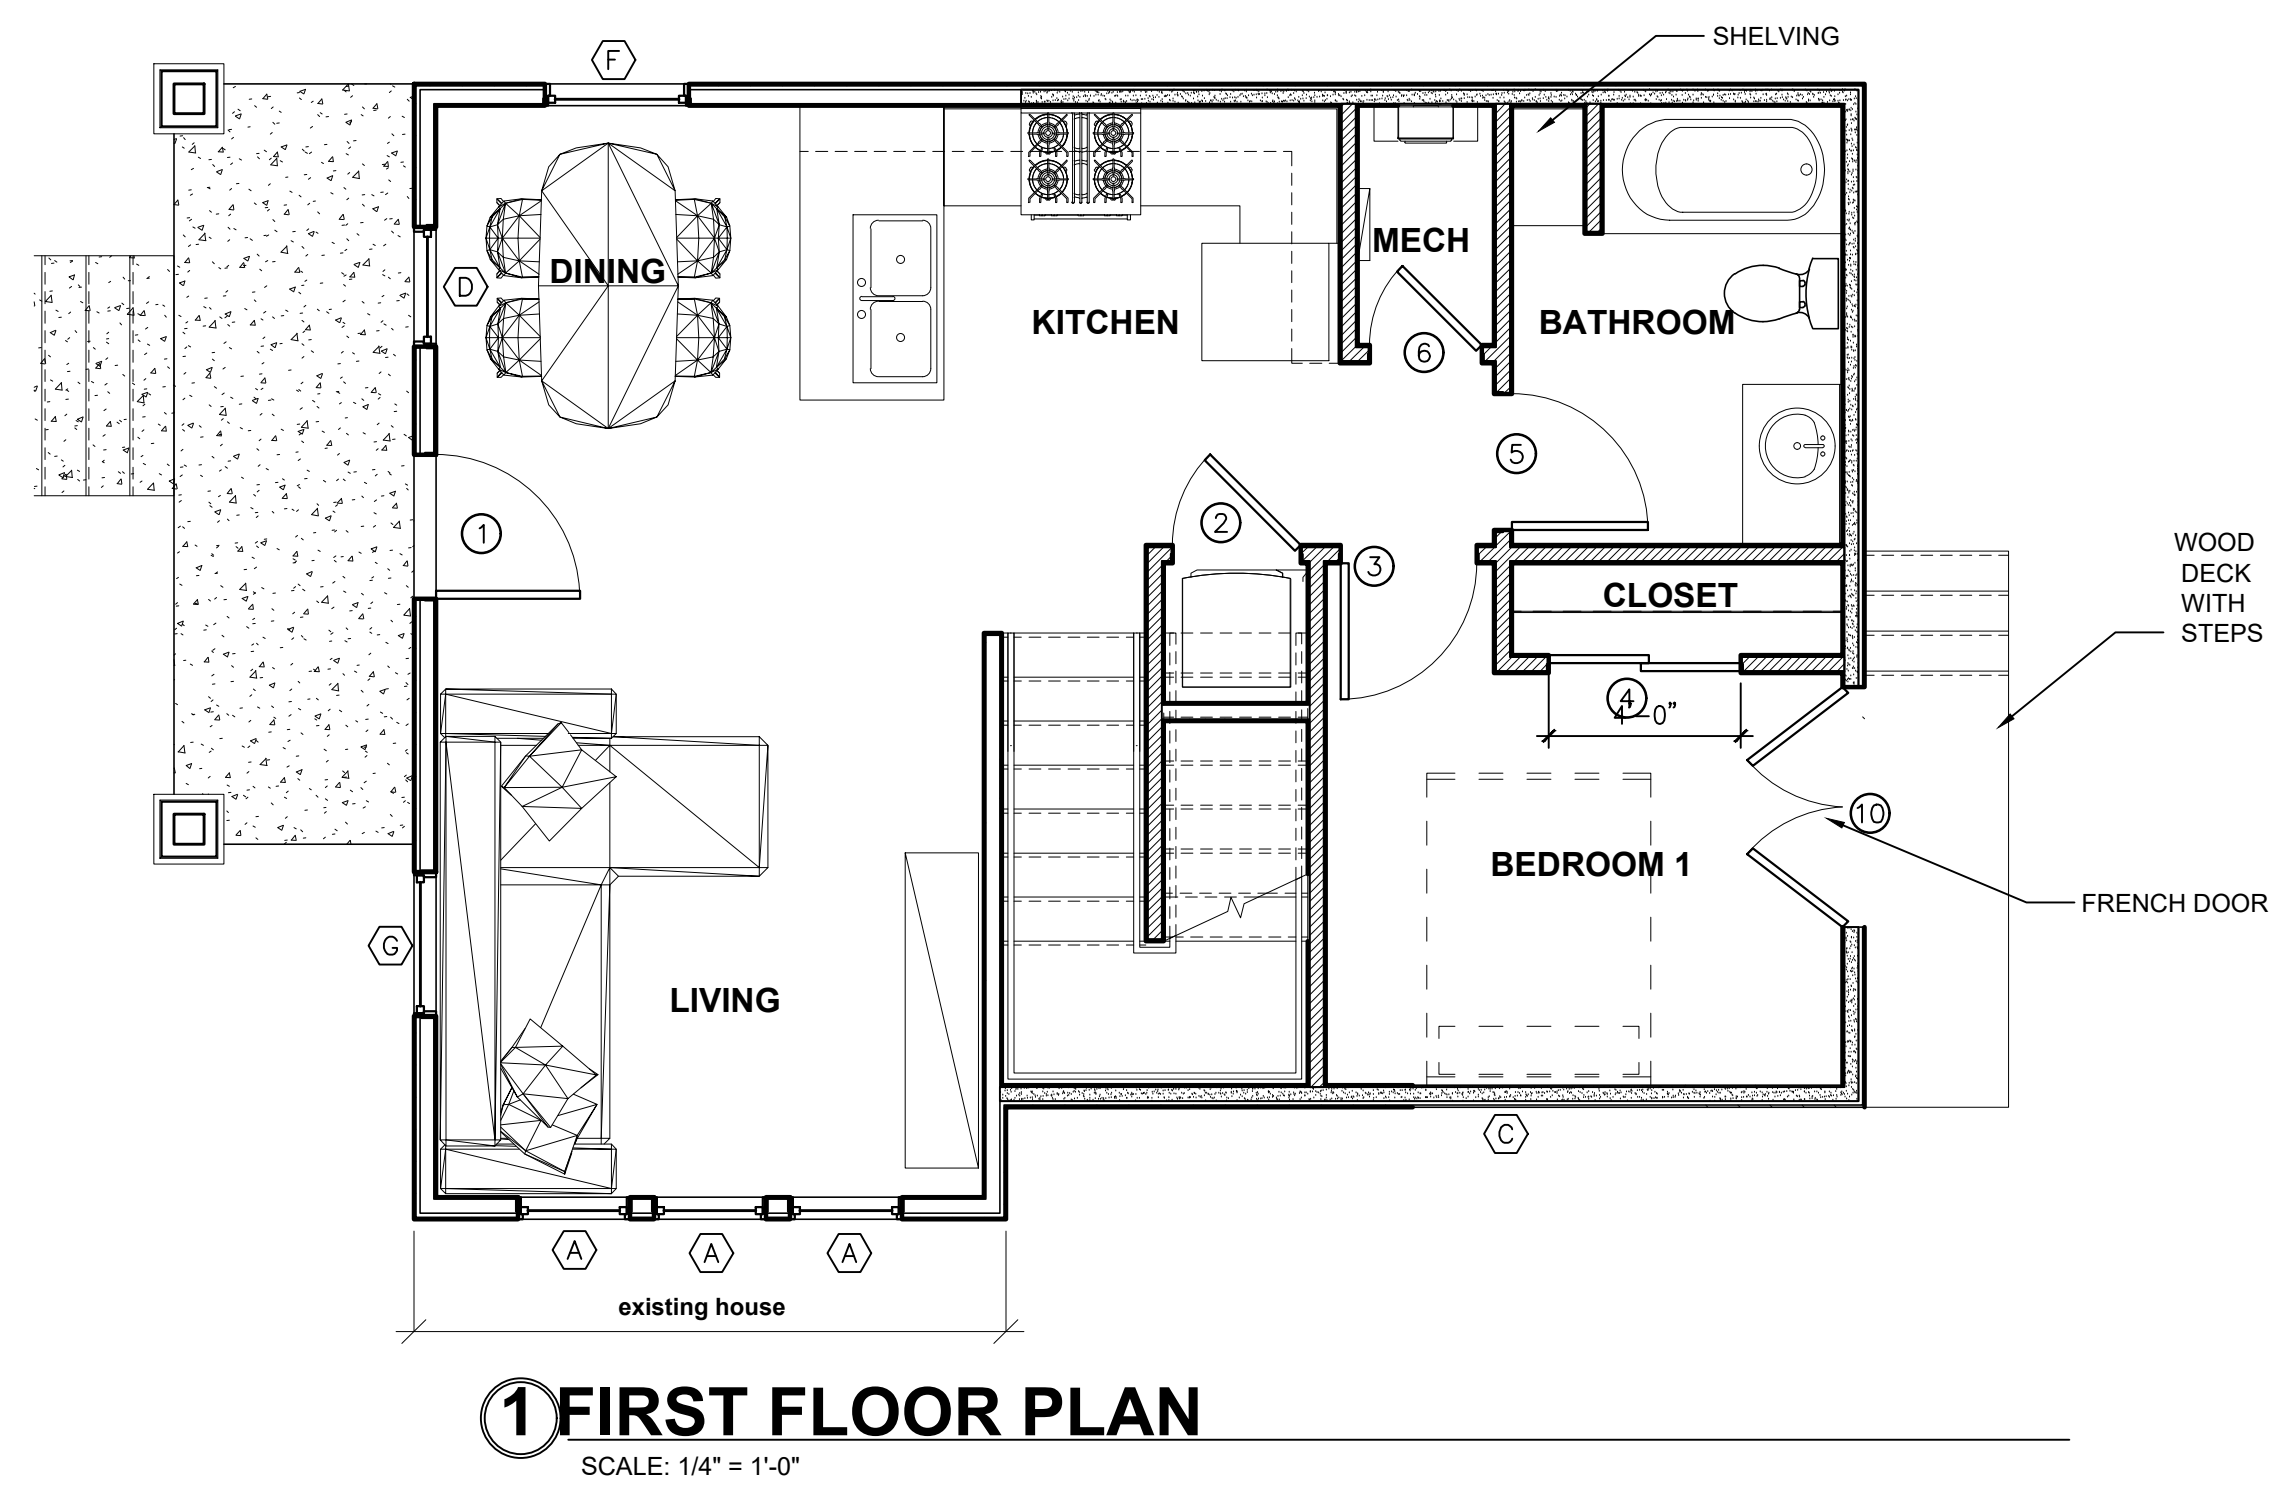 SHELVING
F
MECH
DINING
D
KITCHEN
BATHROOM
6
5
2
1
3
WOOD
DECK
WITH
STEPS
CLOSET
4
4'-0"
10
BEDROOM 1
FRENCH DOOR
G
LIVING
C
A
A
A
existing house
1 FIRST FLOOR PLAN
SCALE: 1/4" = 1'-0"